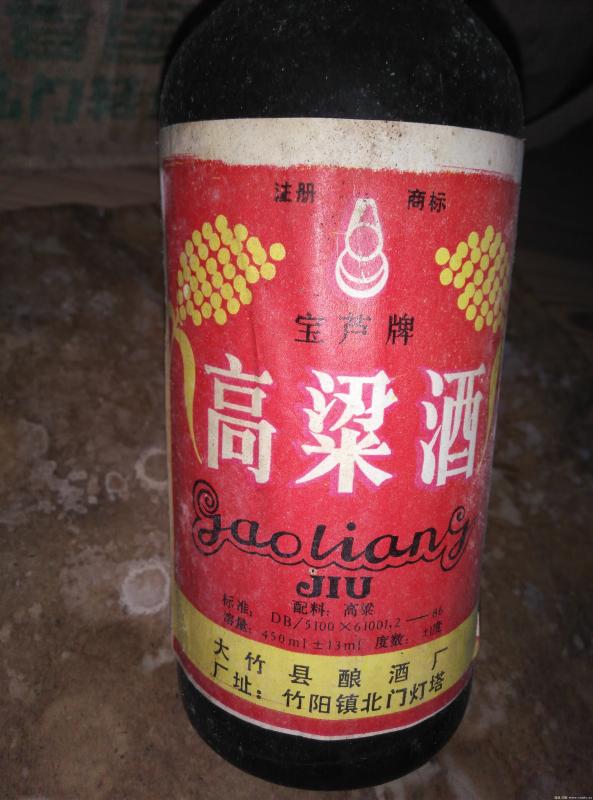 注册 商标
宝芦牌
高粱酒
gaoliang
JIU
配料：高粱
标准：DB/5100×61001.2—86
容量：450ml±13ml 度数：±1度
大竹县酿酒厂
厂址：竹阳镇北门灯塔